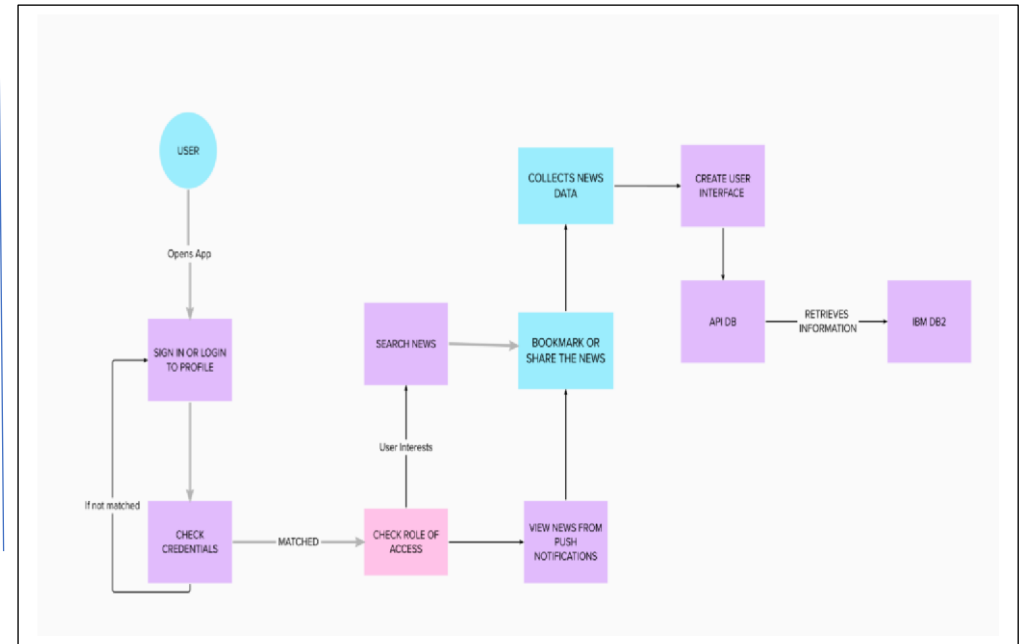 USER
Opens App
SIGN IN OR LOGIN
TO PROFILE
If not matched
CHECK
CREDENTIALS
MATCHED
CHECK ROLE OF
ACCESS
User Interests
SEARCH NEWS
VIEW NEWS FROM
PUSH
NOTIFICATIONS
BOOKMARK OR
SHARE THE NEWS
COLLECTS NEWS
DATA
CREATE USER
INTERFACE
API DB
RETRIEVES
INFORMATION
IBM DB2